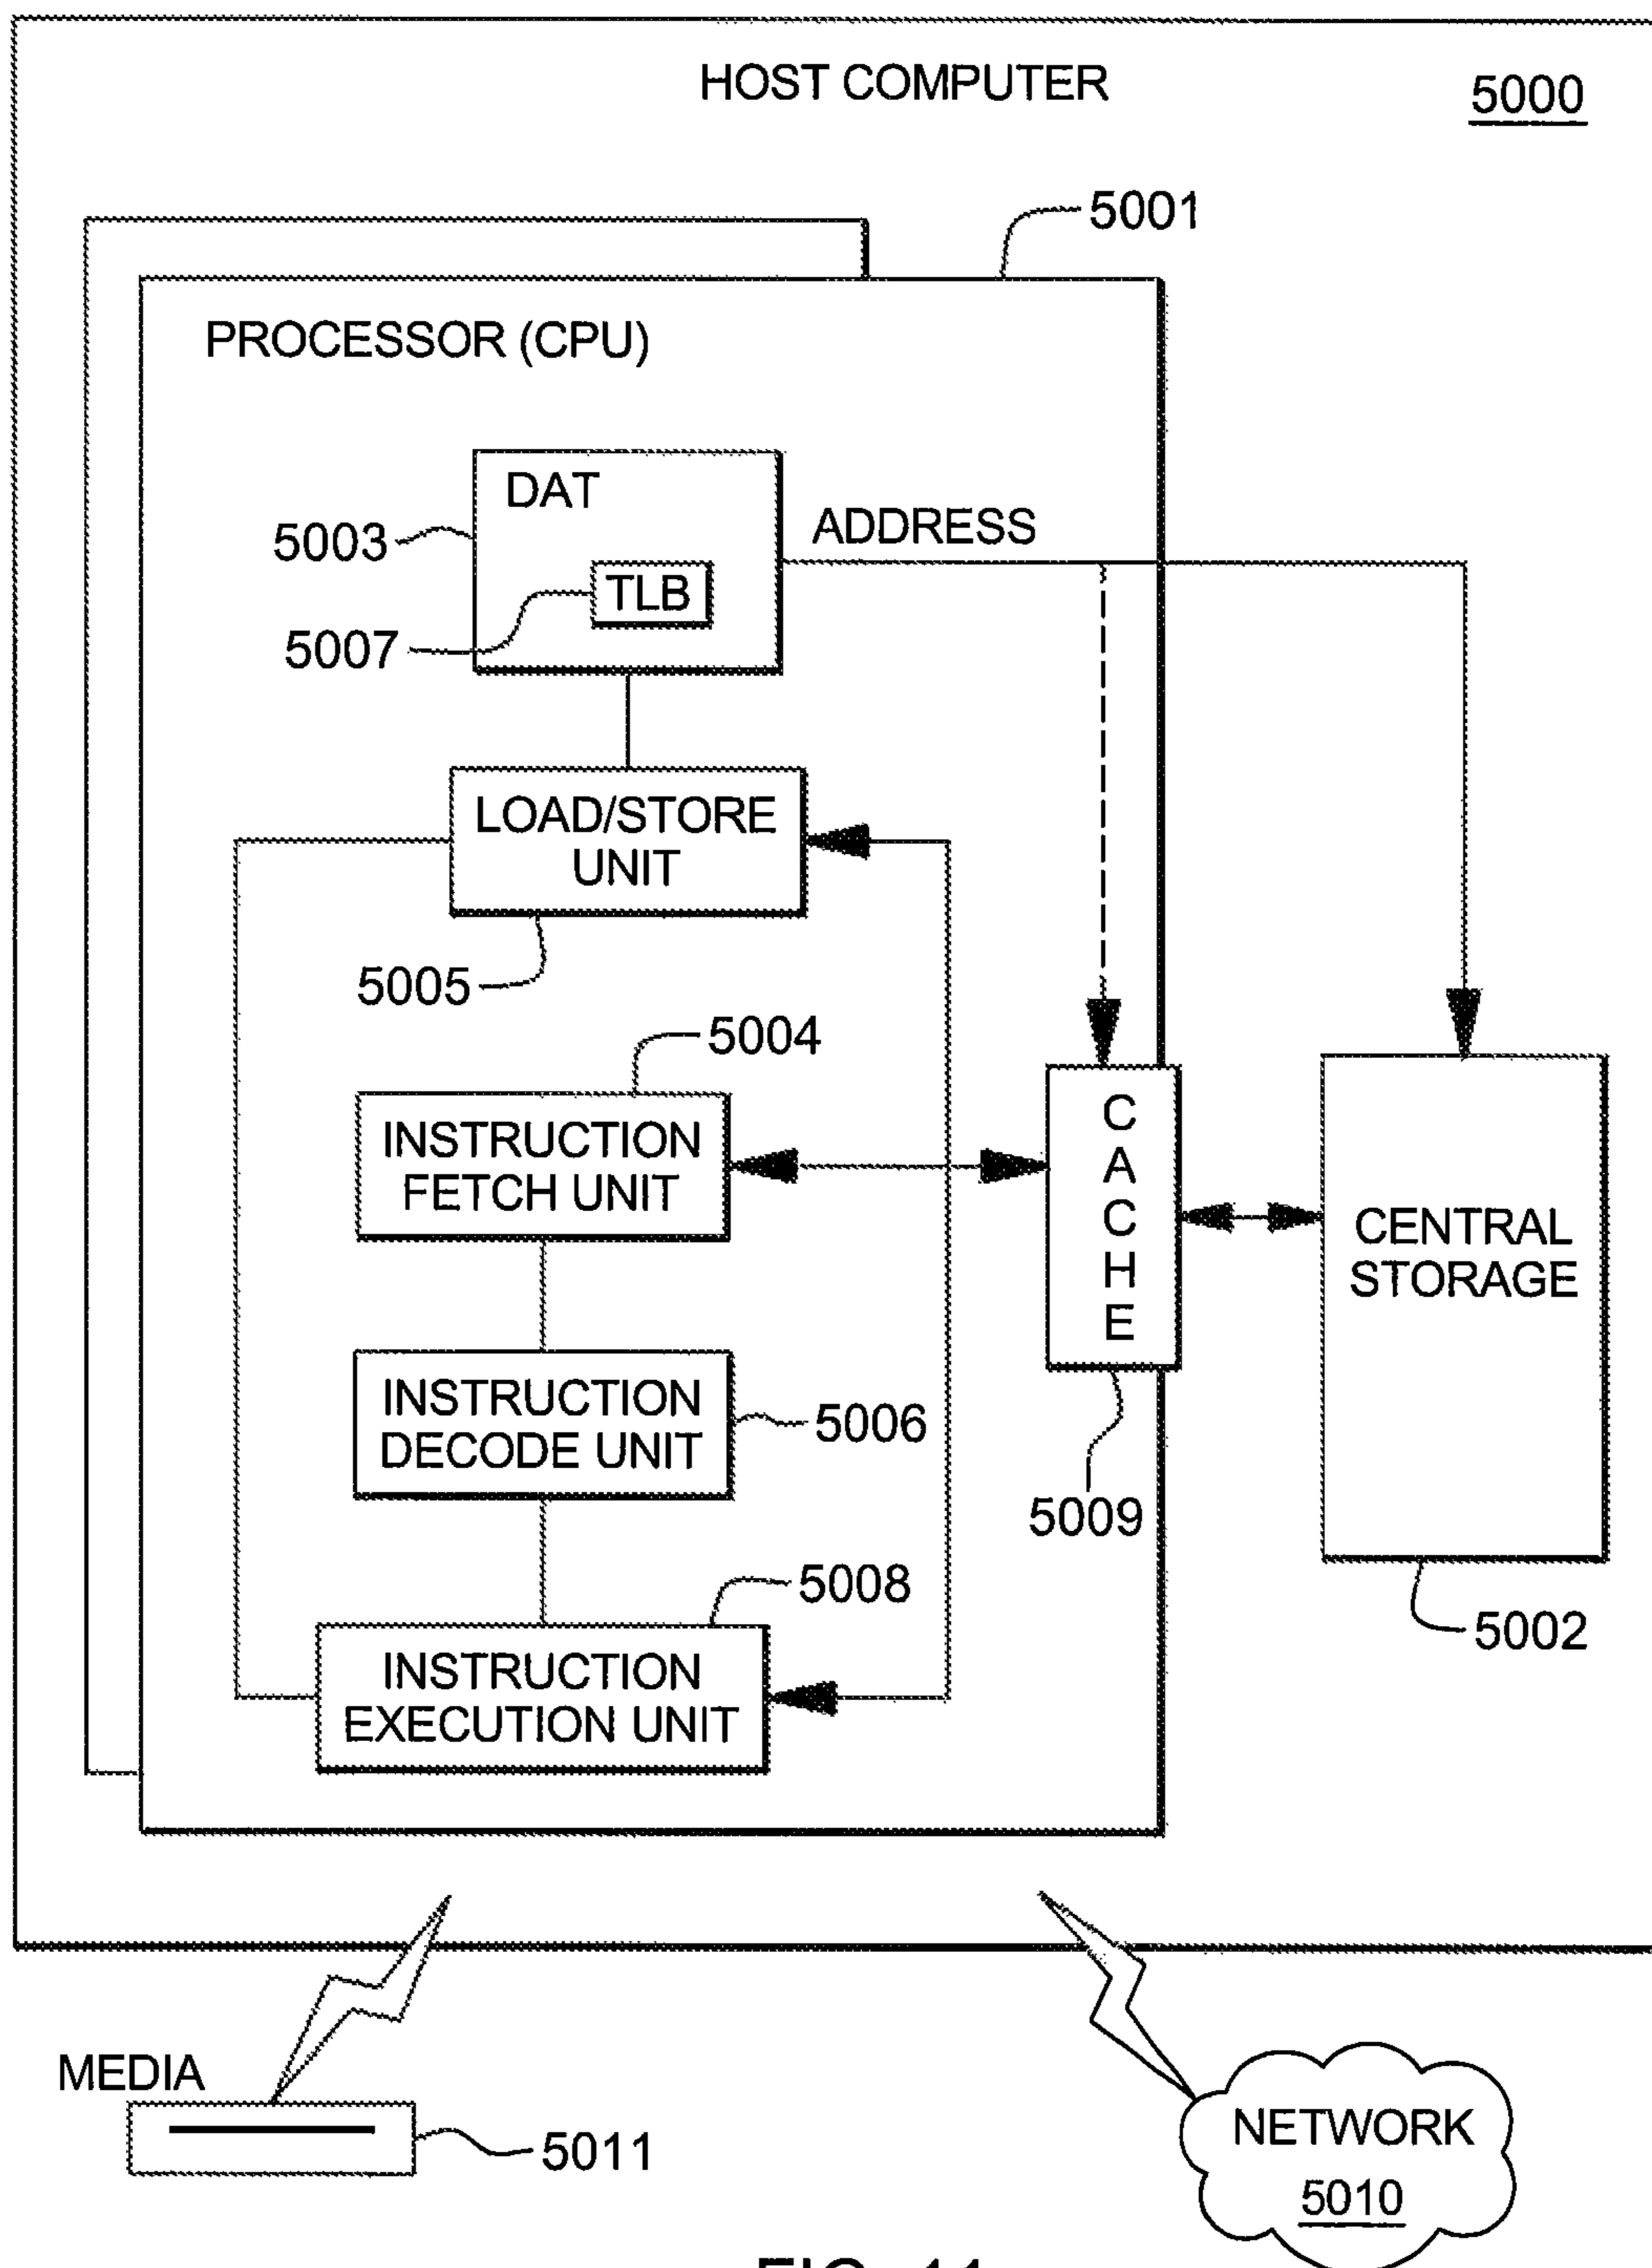 HOST COMPUTER
5000
5001
PROCESSOR (CPU)
DAT
ADDRESS
5003
TLB
5007
LOAD/STORE
UNIT
5005
5004
INSTRUCTION
FETCH UNIT
CACHE
CENTRAL
STORAGE
INSTRUCTION
DECODE UNIT
5006
5009
5008
5002
INSTRUCTION
EXECUTION UNIT
MEDIA
5011
NETWORK
5010